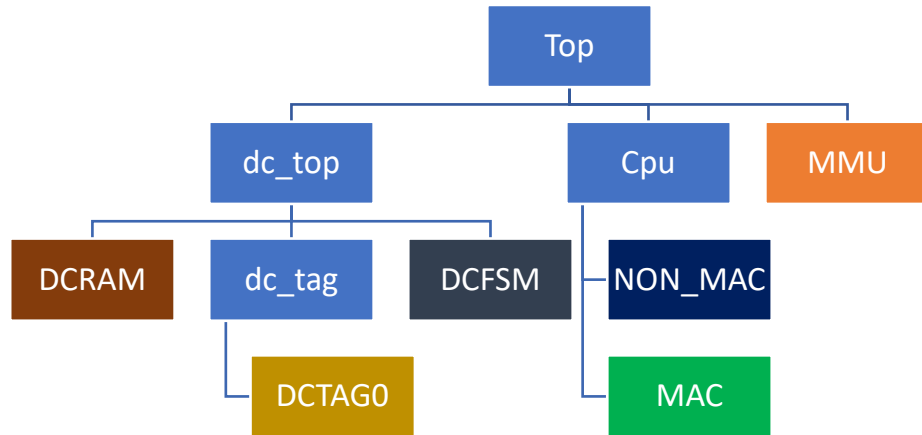 Top
dc_top
Cpu
MMU
DCRAM
dc_tag
DCFSM
NON_MAC
DCTAG0
MAC